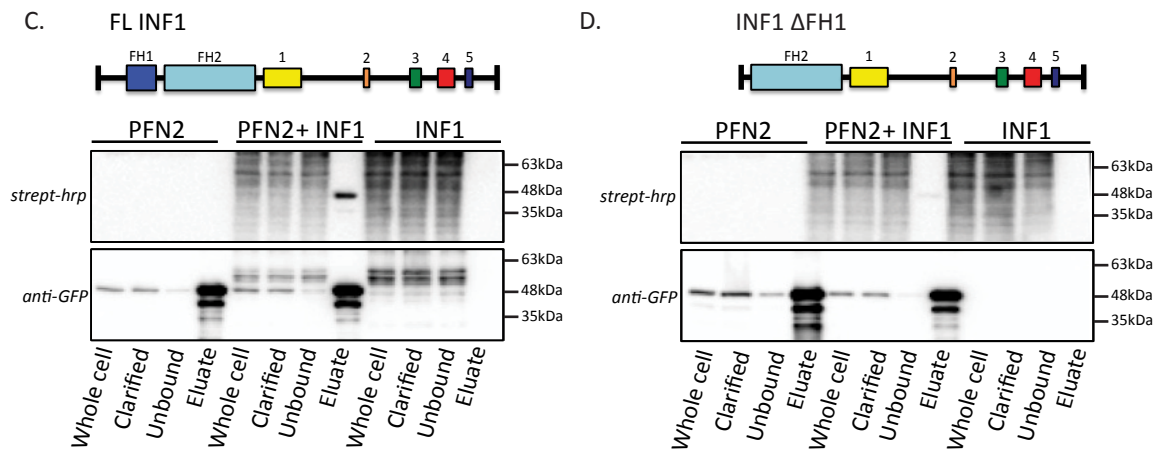 C. FL INF1
FH1 FH2 1 2 3 4 5
PFN2 PFN2+ INF1 INF1
strept-hrp
63kDa
48kDa
35kDa
anti-GFP
63kDa
48kDa
35kDa
Whole cell
Clarified
Unbound
Eluate
Whole cell
Clarified
Unbound
Eluate
Whole cell
Clarified
Unbound
Eluate
D. INF1 ΔFH1
FH2 1 2 3 4 5
PFN2 PFN2 + INF1 INF1
strept-hrp
63kDa
48kDa
35kDa
anti-GFP
63kDa
48kDa
35kDa
Whole cell
Clarified
Unbound
Eluate
Whole cell
Clarified
Unbound
Eluate
Whole cell
Clarified
Unbound
Eluate